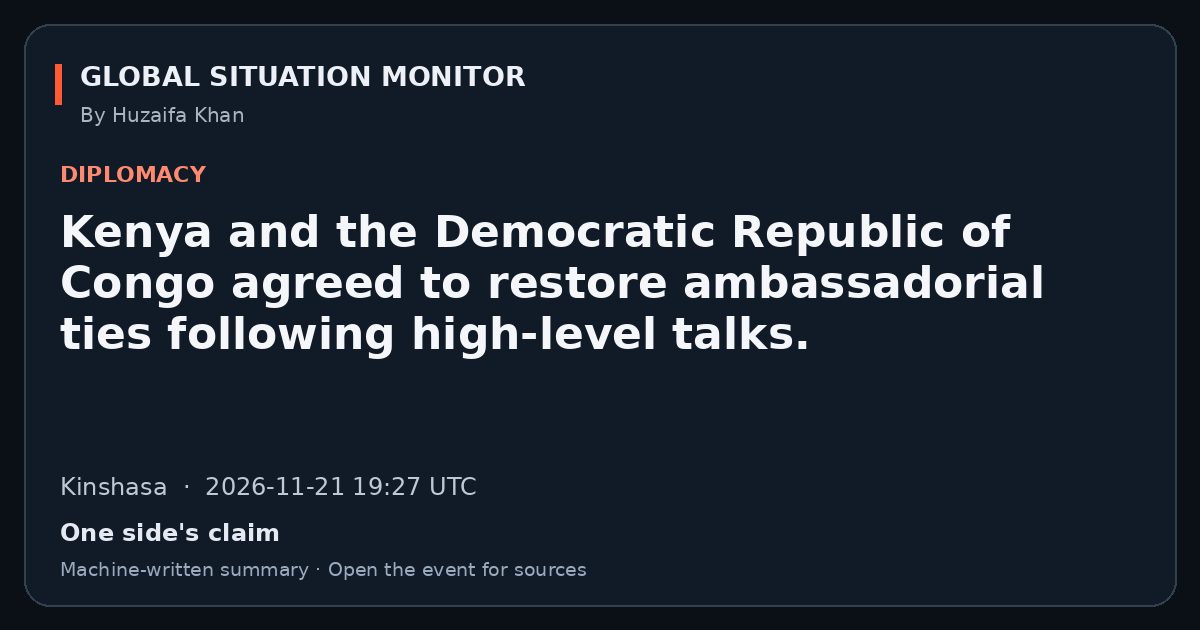 GLOBAL SITUATION MONITOR
By Huzaifa Khan
DIPLOMACY
Kenya and the Democratic Republic of
Congo agreed to restore ambassadorial
ties following high-level talks.
Kinshasa · 2026-11-21 19:27 UTC
One side's claim
Machine-written summary · Open the event for sources